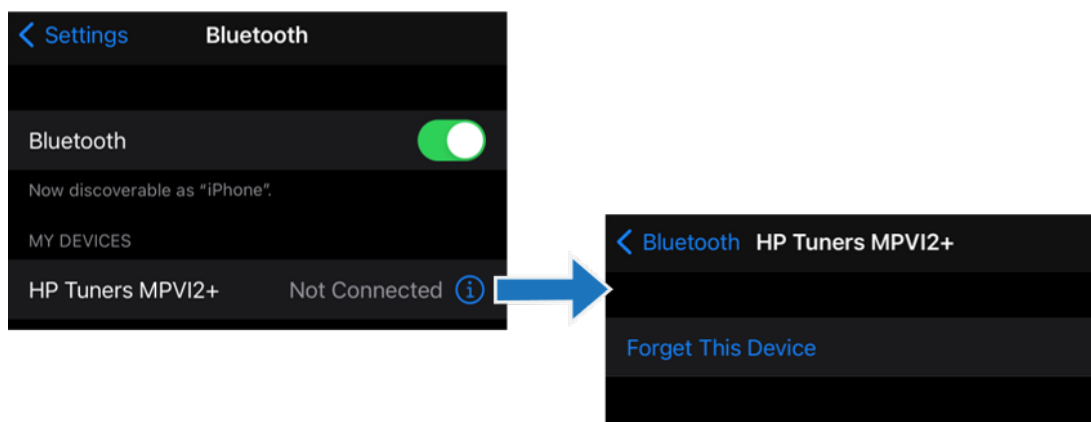 Settings Bluetooth
Bluetooth
Now discoverable as “iPhone”.
MY DEVICES
HP Tuners MPVI2+ Not Connected
Bluetooth HP Tuners MPVI2+
Forget This Device